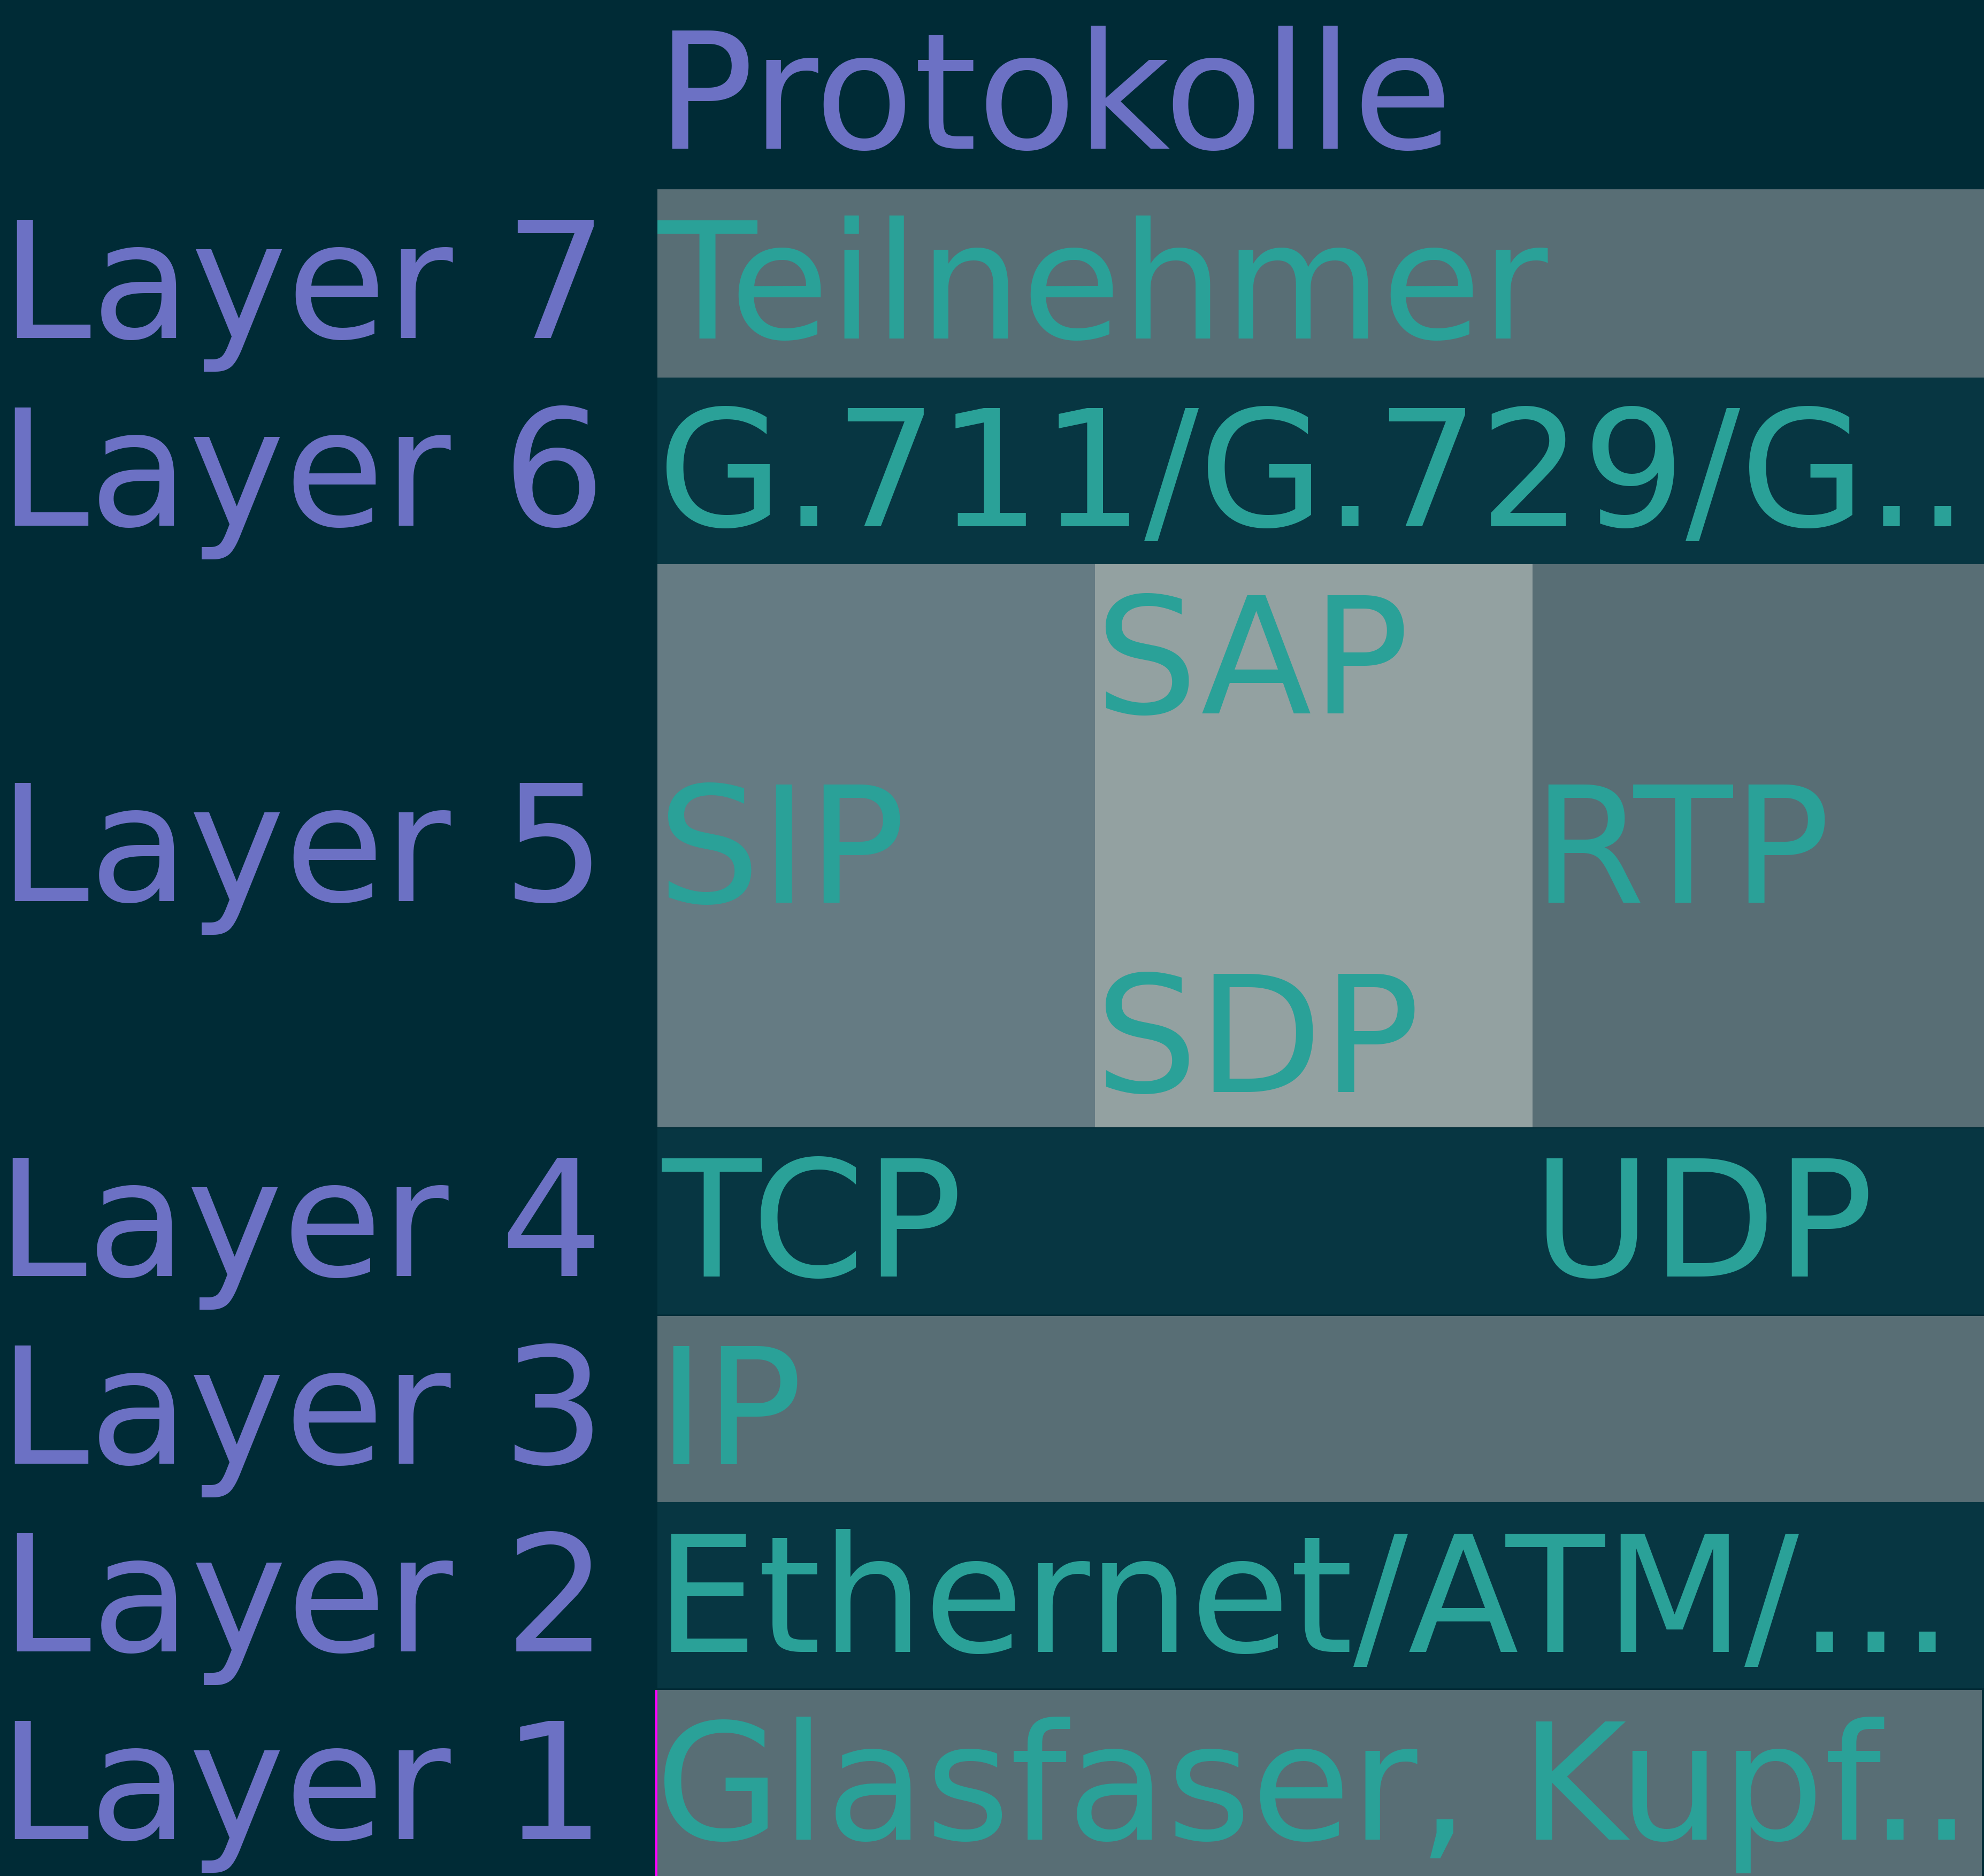 Protokolle
Layer 7 Teilnehmer
Layer 6 G.711/G.729/G..
SAP
Layer 5 SIP RTP
SDP
Layer 4 TCP UDP
Layer 3 IP
Layer 2 Ethernet/ATM/...
Layer 1 Glasfaser, Kupf..